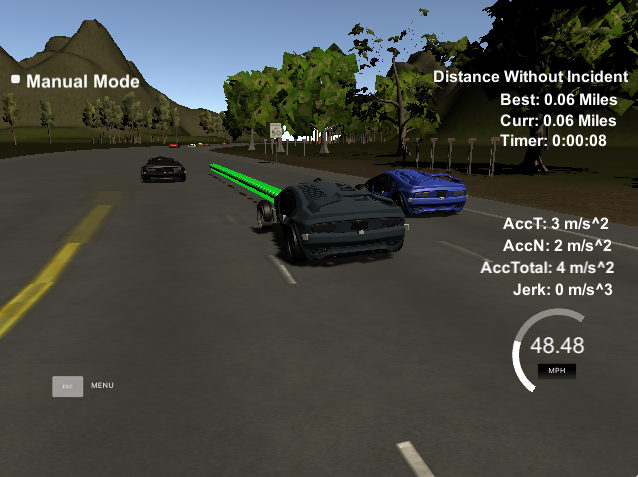 Manual Mode
Distance Without Incident
Best: 0.06 Miles
Curr: 0.06 Miles
Timer: 0:00:08
AccT: 3 m/s^2
AccN: 2 m/s^2
AccTotal: 4 m/s^2
Jerk: 0 m/s^3
48.48
MPH
ESC MENU